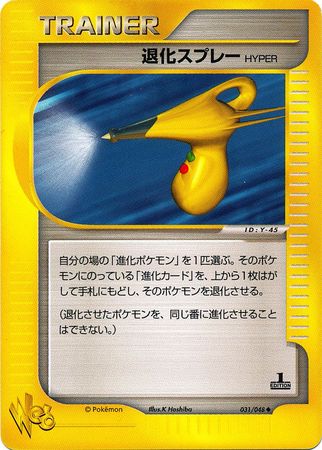 TRAINER
退化スプレー HYPER
ID:Y-45
自分の場の「進化ポケモン」を1匹選ぶ。そのポケ
モンにのっている「進化カード」を、上から1枚はが
して手札にもどし、そのポケモンを退化させる。
(退化させたポケモンを、同じ番に進化させること
はできない。)
1
EDITION
Web
© Pokémon Illus.K Hoshiba 031/048 ◆